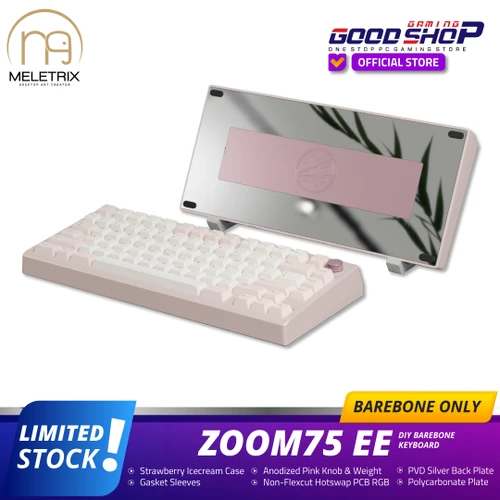 MELETRIX
DESKTOP ART CREATOR
GAMING
GOODSHOP
ONE STOP PC GAMING STORE
OFFICIAL STORE
BAREBONE ONLY
LIMITED
STOCK!
ZOOM75 EE
DIY BAREBONE
KEYBOARD
• Strawberry Icecream Case
• Gasket Sleeves
• Anodized Pink Knob & Weight
• Non-Flexcut Hotswap PCB RGB
• PVD Silver Back Plate
• Polycarbonate Plate